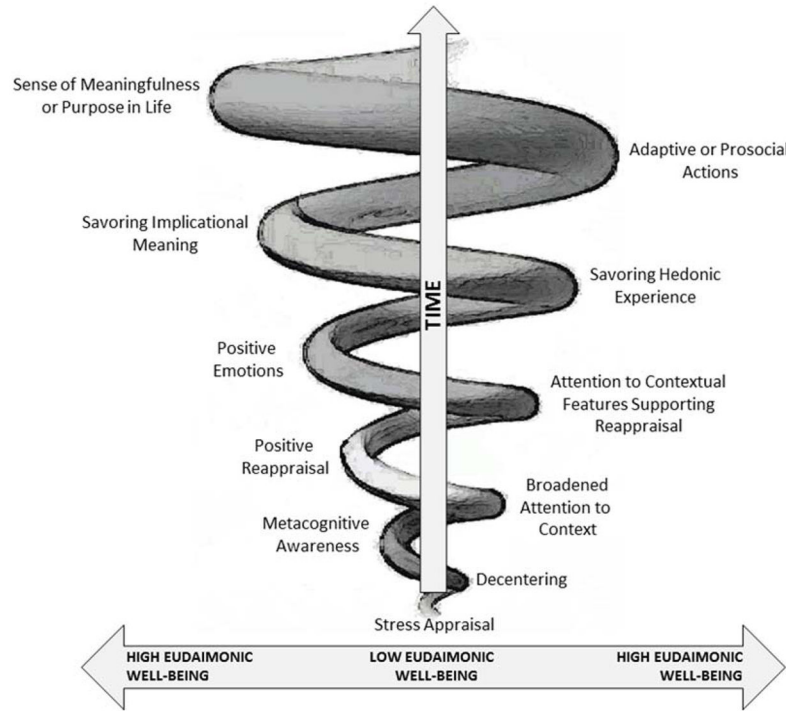 Sense of Meaningfulness
or Purpose in Life
Adaptive or Prosocial
Actions
Savoring Implicational
Meaning
Savoring Hedonic
Experience
TIME
Positive
Emotions
Attention to Contextual
Features Supporting
Reappraisal
Positive
Reappraisal
Broadened
Attention to
Context
Metacognitive
Awareness
Decentering
Stress Appraisal
HIGH EUDAIMONIC
WELL-BEING
LOW EUDAIMONIC
WELL-BEING
HIGH EUDAIMONIC
WELL-BEING